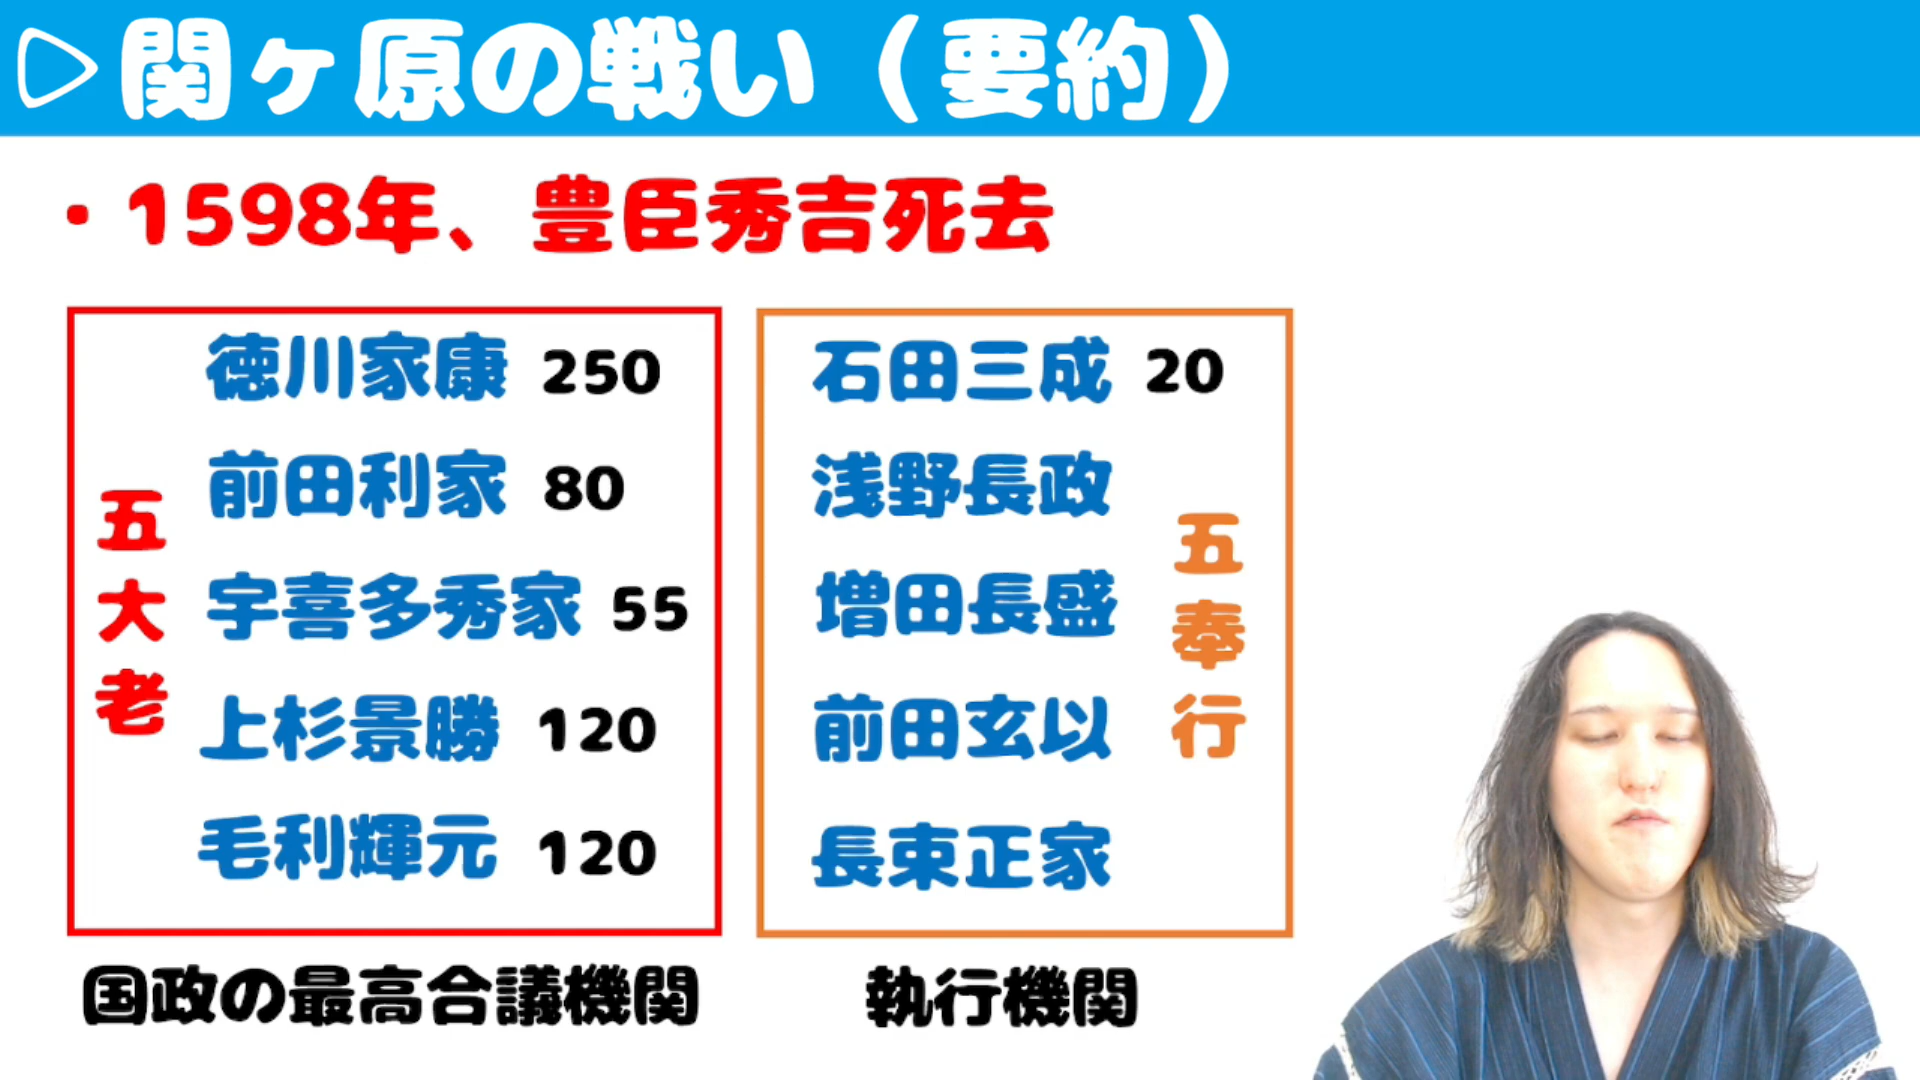 ▷関ヶ原の戦い（要約）
・1598年、豊臣秀吉死去
五大老
徳川家康 250
前田利家 80
宇喜多秀家 55
上杉景勝 120
毛利輝元 120
国政の最高合議機関
石田三成 20
浅野長政
増田長盛
前田玄以
長束正家
五奉行
執行機関